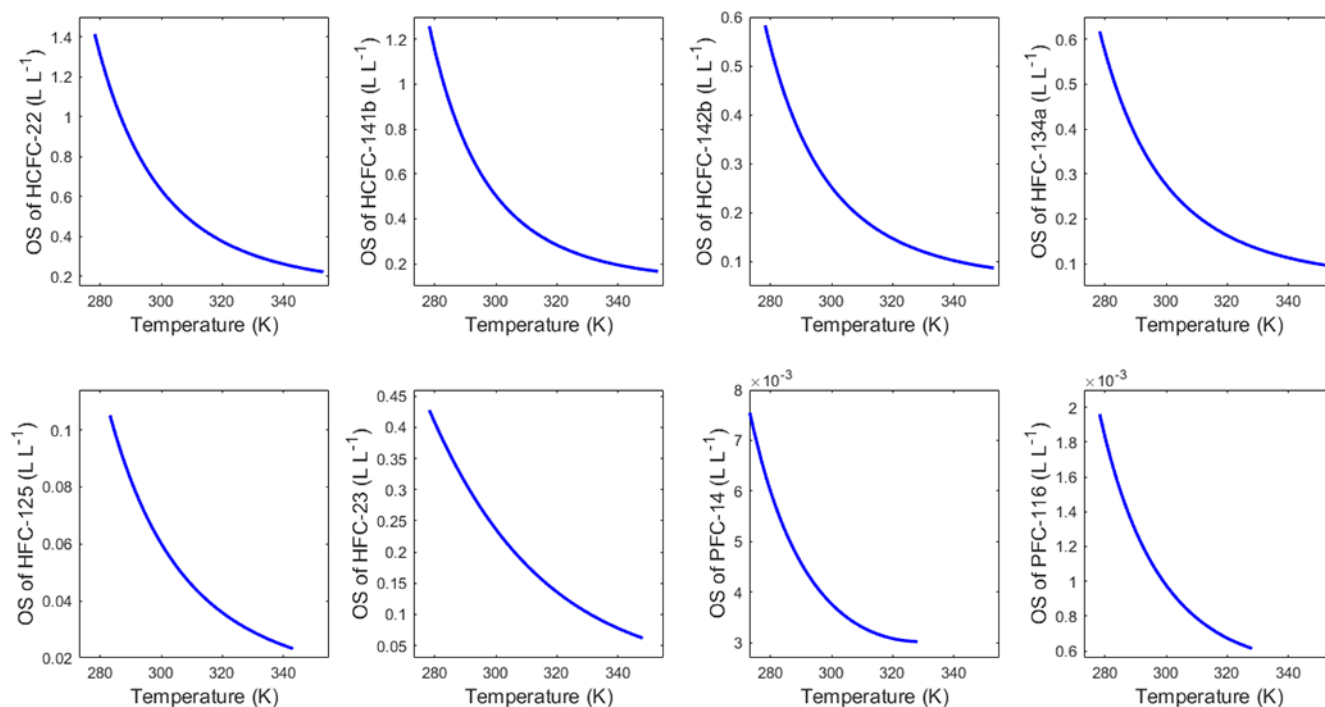 OS of HCFC-22 (L L⁻¹)
1.4
1.2
1
0.8
0.6
0.4
0.2
280 300 320 340
Temperature (K)
OS of HCFC-141b (L L⁻¹)
1.2
1
0.8
0.6
0.4
0.2
280 300 320 340
Temperature (K)
OS of HCFC-142b (L L⁻¹)
0.6
0.5
0.4
0.3
0.2
0.1
280 300 320 340
Temperature (K)
OS of HFC-134a (L L⁻¹)
0.6
0.5
0.4
0.3
0.2
0.1
280 300 320 340
Temperature (K)
OS of HFC-125 (L L⁻¹)
0.1
0.08
0.06
0.04
0.02
280 300 320 340
Temperature (K)
OS of HFC-23 (L L⁻¹)
0.45
0.4
0.35
0.3
0.25
0.2
0.15
0.1
0.05
280 300 320 340
Temperature (K)
× 10⁻³
OS of PFC-14 (L L⁻¹)
8
7
6
5
4
3
280 300 320 340
Temperature (K)
× 10⁻³
OS of PFC-116 (L L⁻¹)
2
1.8
1.6
1.4
1.2
1
0.8
0.6
280 300 320 340
Temperature (K)